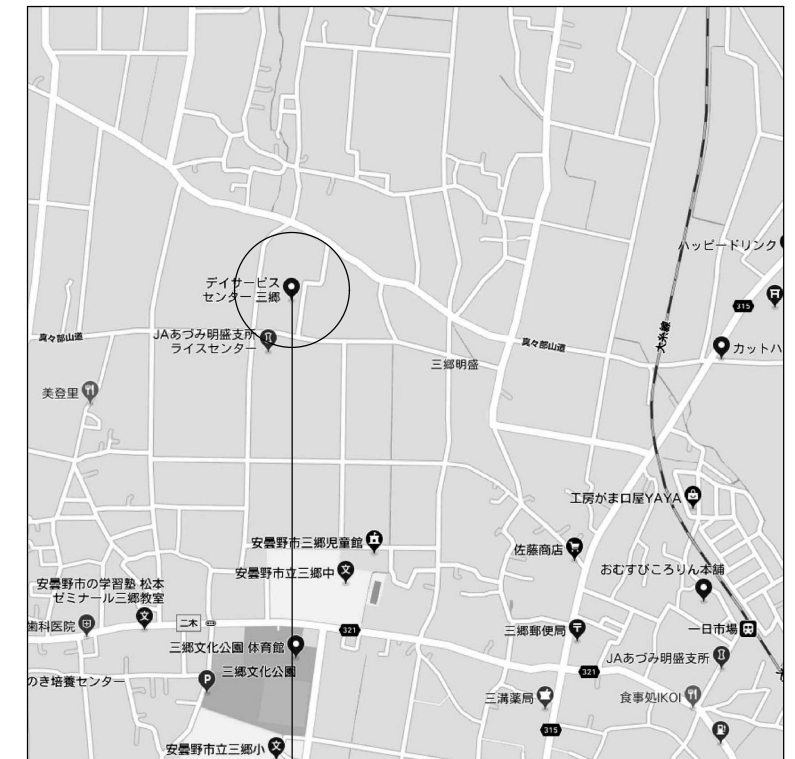 ハッピードリンク
デイサービス
センター 三郷
315
真々部山道
JAあづみ明盛支所
ライスセンター
真々部山道
大糸線
カットハ
三郷明盛
美登里
工房がま口屋YAYA
安曇野市三郷児童館
佐藤商店
安曇野市立三郷中
おむすびころりん本舗
安曇野市の学習塾 松本
ゼミナール三郷教室
歯科医院
二木
321
三郷郵便局
一日市場
三郷文化公園 体育館
JAあづみ明盛支所
三郷文化公園
321
のき培養センター
P
三溝薬局
食事処IKOI
315
安曇野市立三郷小